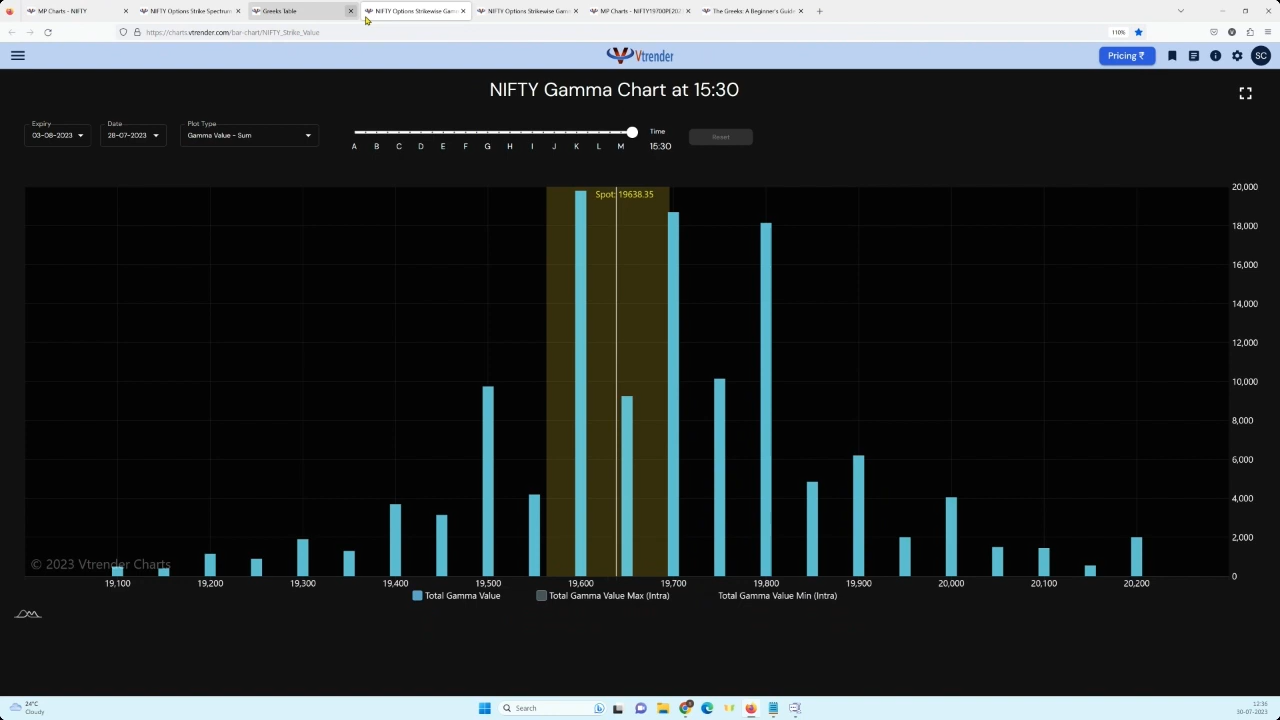 MP Charts - NIFTY
NIFTY Options Strike Spectrum
Greeks Table
NIFTY Options Strikewise Gam
NIFTY Options Strikewise Gam
MP Charts - NIFTY19700PE202
The Greeks: A Beginner's Guide
https://charts.vtrender.com/bar-chart/NIFTY_Strike_Value
110%
Vtrender
Pricing ₹
SC
NIFTY Gamma Chart at 15:30
Expiry
03-08-2023
Date
28-07-2023
Plot Type
Gamma Value - Sum
A B C D E F G H I J K L M
Time
15:30
Reset
Spot: 19638.35
20,000
18,000
16,000
14,000
12,000
10,000
8,000
6,000
4,000
2,000
0
© 2023 Vtrender Charts
19,100 19,200 19,300 19,400 19,500 19,600 19,700 19,800 19,900 20,000 20,100 20,200
Total Gamma Value Total Gamma Value Max (Intra) Total Gamma Value Min (Intra)
24°C
Cloudy
Search
12:36
30-07-2023